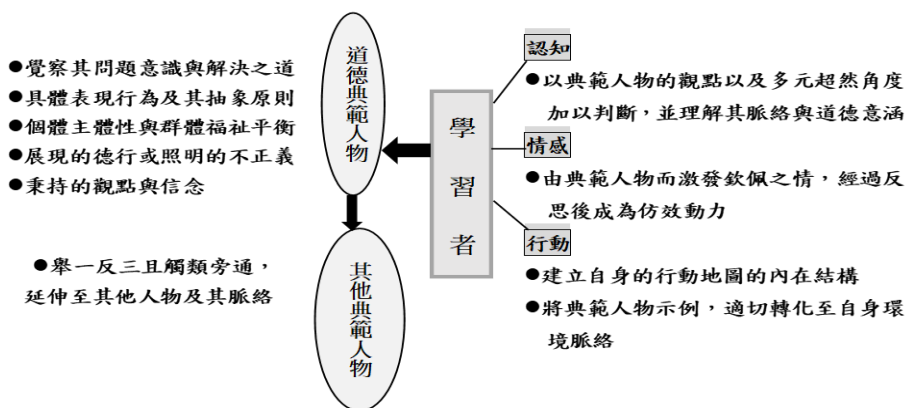 ●覺察其問題意識與解決之道
●具體表現行為及其抽象原則
●個體主體性與群體福祉平衡
●展現的德行或照明的不正義
●秉持的觀點與信念
●舉一反三且觸類旁通，
延伸至其他人物及其脈絡
道德典範人物
其他典範人物
學習者
認知
●以典範人物的觀點以及多元超然角度
加以判斷，並理解其脈絡與道德意涵
情感
●由典範人物而激發欽佩之情，經過反
思後成為仿效動力
行動
●建立自身的行動地圖的內在結構
●將典範人物示例，適切轉化至自身環
境脈絡